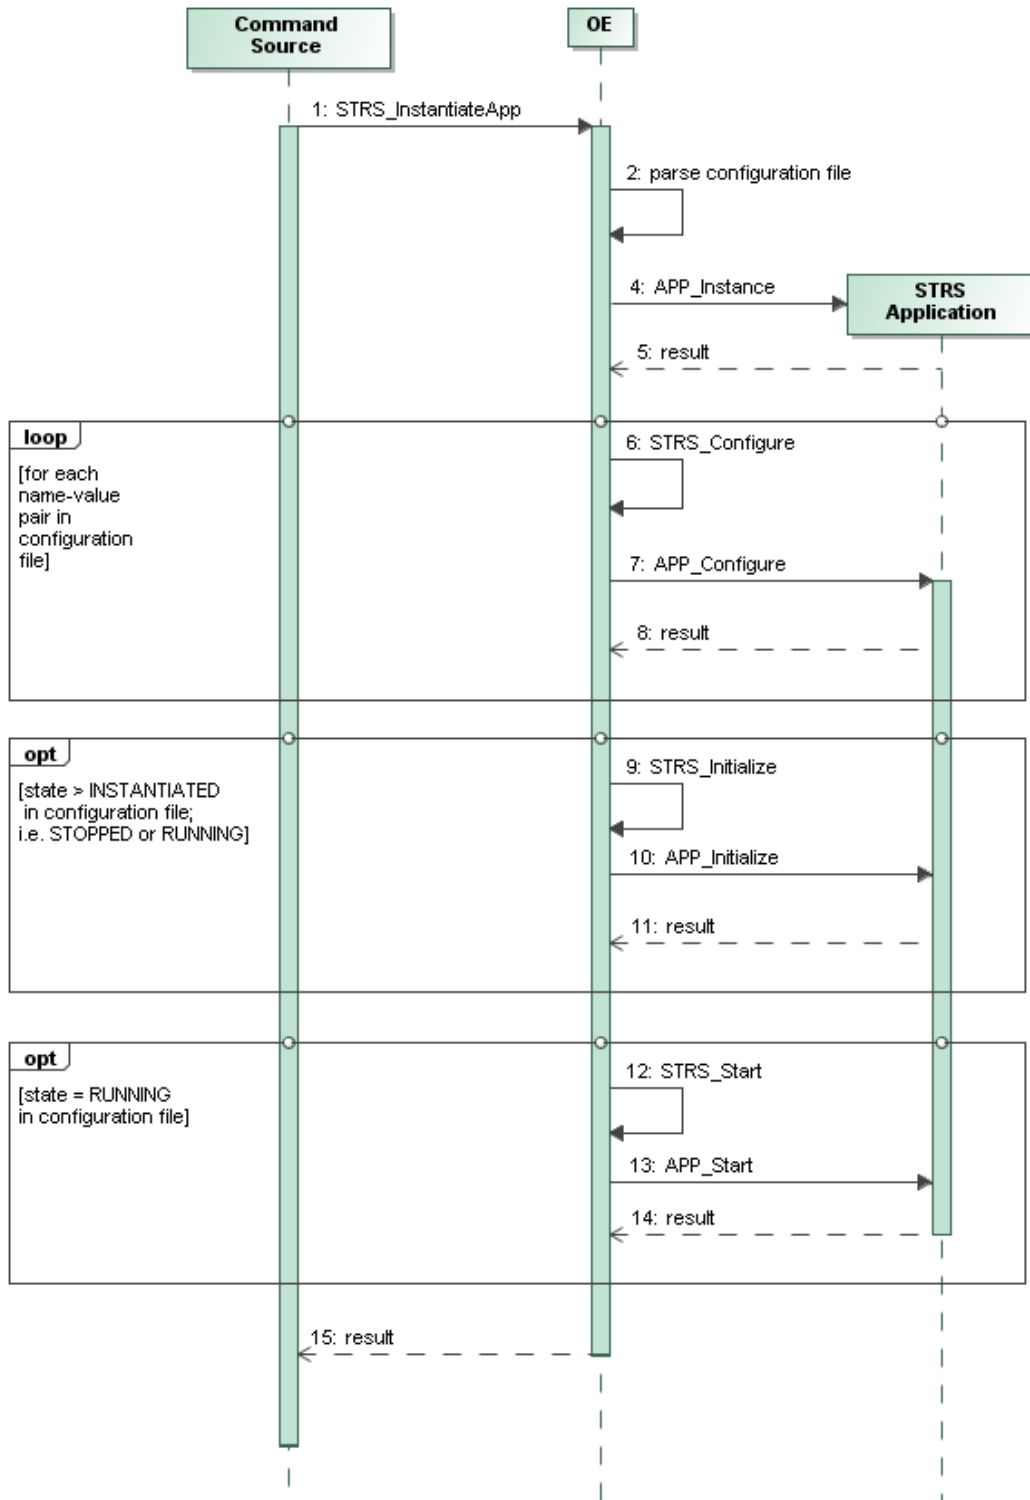 Command
Source
OE
1: STRS_InstantiateApp
2: parse configuration file
4: APP_Instance
STRS
Application
5: result
loop
[for each
name-value
pair in
configuration
file]
6: STRS_Configure
7: APP_Configure
8: result
opt
[state > INSTANTIATED
in configuration file;
i.e. STOPPED or RUNNING]
9: STRS_Initialize
10: APP_Initialize
11: result
opt
[state = RUNNING
in configuration file]
12: STRS_Start
13: APP_Start
14: result
15: result